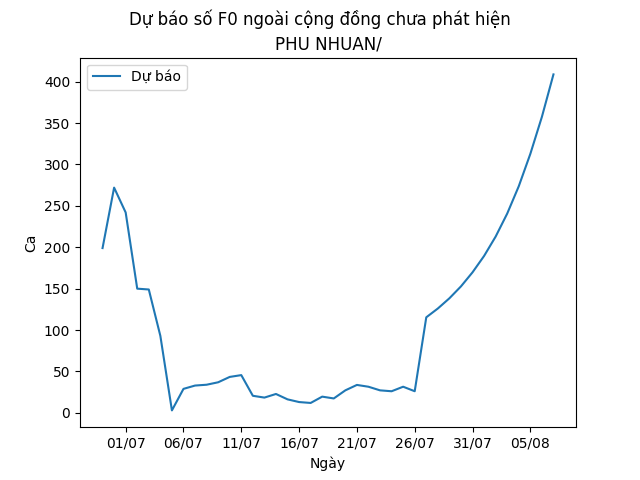 Dự báo số F0 ngoài cộng đồng chưa phát hiện
PHU NHUAN/
Dự báo
400
350
300
250
200
150
100
50
0
Ca
01/07 06/07 11/07 16/07 21/07 26/07 31/07 05/08
Ngày